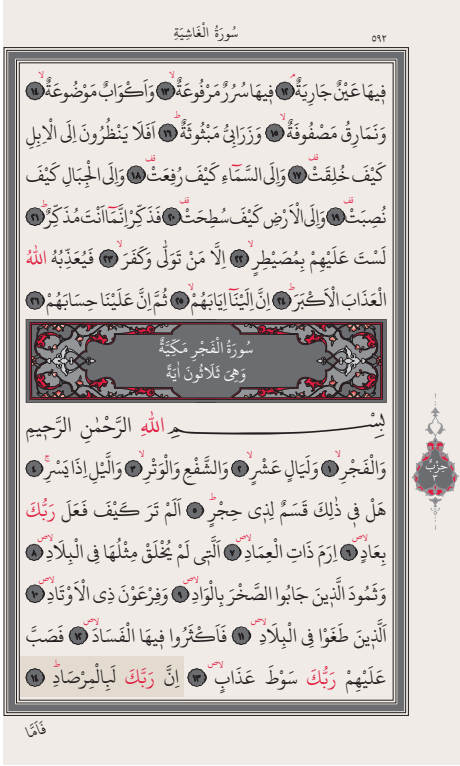 سُورَةُ الْغَاشِيَةِ
٥٩٢
فِيهَا عَيْنٌ جَارِيَةٌۢ ﴿١٢﴾ فِيهَا سُرُرٌ مَرْفُوعَةٌۙ ﴿١٣﴾ وَاَكْوَابٌ مَوْضُوعَةٌۙ ﴿١٤﴾
وَنَمَارِقُ مَصْفُوفَةٌۙ ﴿١٥﴾ وَزَرَابِيُّ مَبْثُوثَةٌۜ ﴿١٦﴾ اَفَلَا يَنْظُرُونَ اِلَى الْاِبِلِ
كَيْفَ خُلِقَتْ۠ ﴿١٧﴾ وَاِلَى السَّمَٓاءِ كَيْفَ رُفِعَتْ۠ ﴿١٨﴾ وَاِلَى الْجِبَالِ كَيْفَ
نُصِبَتْ۠ ﴿١٩﴾ وَاِلَى الْاَرْضِ كَيْفَ سُطِحَتْ۠ ﴿٢٠﴾ فَذَكِّرْ اِنَّمَٓا اَنْتَ مُذَكِّرٌۜ ﴿٢١﴾
لَسْتَ عَلَيْهِمْ بِمُصَيْطِرٍۙ ﴿٢٢﴾ اِلَّا مَنْ تَوَلّٰى وَكَفَرَۙ ﴿٢٣﴾ فَيُعَذِّبُهُ اللّٰهُ
الْعَذَابَ الْاَكْبَرَۜ ﴿٢٤﴾ اِنَّ اِلَيْنَٓا اِيَابَهُمْۙ ﴿٢٥﴾ ثُمَّ اِنَّ عَلَيْنَا حِسَابَهُمْ ﴿٢٦﴾
سُورَةُ الْفَجْرِ مَكِّيَّةٌ
وَهِيَ ثَلَاثُونَ اٰيَةً
بِسْمِ اللّٰهِ الرَّحْمٰنِ الرَّح۪يمِ
وَالْفَجْرِۙ ﴿١﴾ وَلَيَالٍ عَشْرٍۙ ﴿٢﴾ وَالشَّفْعِ وَالْوَتْرِۙ ﴿٣﴾ وَالَّيْلِ اِذَا يَسْرِۚ ﴿٤﴾
حِزْبٌ
٣
هَلْ ف۪ي ذٰلِكَ قَسَمٌ لِذ۪ي حِجْرٍۜ ﴿٥﴾ اَلَمْ تَرَ كَيْفَ فَعَلَ رَبُّكَ
بِعَادٍۙۖ ﴿٦﴾ اِرَمَ ذَاتِ الْعِمَادِۙۖ ﴿٧﴾ اَلَّت۪ي لَمْ يُخْلَقْ مِثْلُهَا فِي الْبِلَادِۙۖ ﴿٨﴾
وَثَمُودَ الَّذ۪ينَ جَابُوا الصَّخْرَ بِالْوَادِۙۖ ﴿٩﴾ وَفِرْعَوْنَ ذِي الْاَوْتَادِۙۖ ﴿١٠﴾
اَلَّذ۪ينَ طَغَوْا فِي الْبِلَادِۙۖ ﴿١١﴾ فَاَكْثَرُوا ف۪يهَا الْفَسَادَۙۖ ﴿١٢﴾ فَصَبَّ
عَلَيْهِمْ رَبُّكَ سَوْطَ عَذَابٍۙۖ ﴿١٣﴾ اِنَّ رَبَّكَ لَبِالْمِرْصَادِۜ ﴿١٤﴾
فَاَمَّا